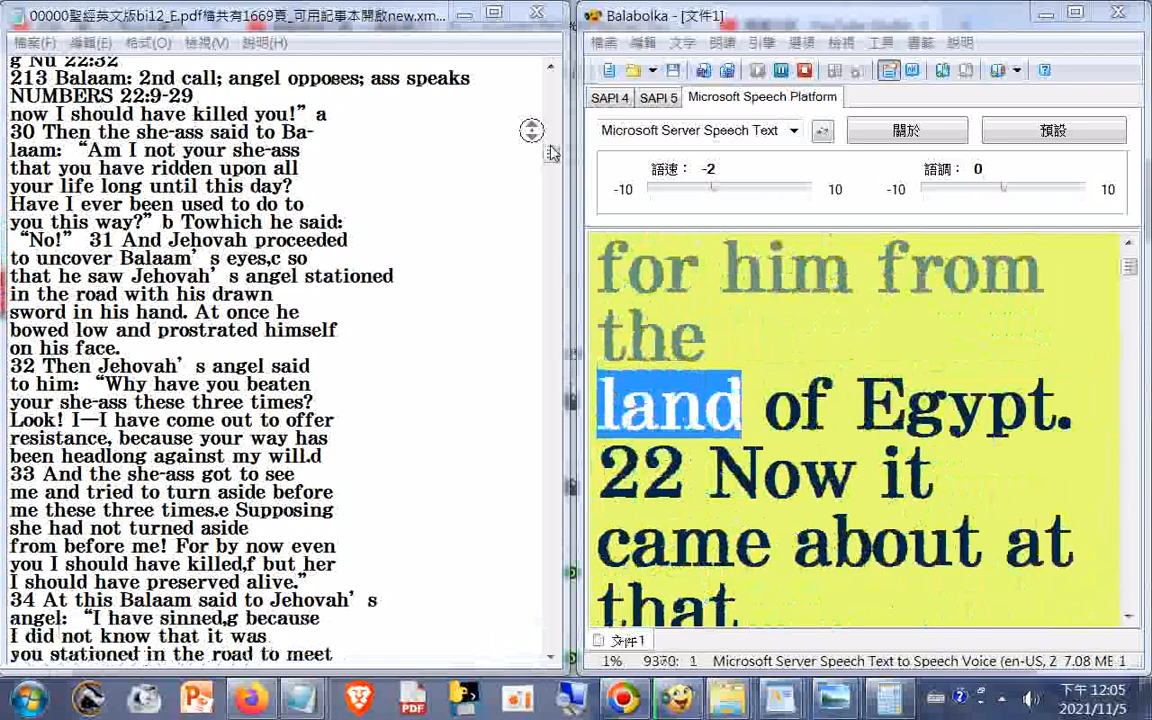 00000聖經英文版bi12_E.pdf檔共有1669頁_可用記事本開啟new.xm...
檔案(F) 編輯(E) 格式(O) 檢視(V) 說明(H)
g Nu 22:32
213 Balaam: 2nd call; angel opposes; ass speaks
NUMBERS 22:9-29
now I should have killed you!” a
30 Then the she-ass said to Ba-
laam: “Am I not your she-ass
that you have ridden upon all
your life long until this day?
Have I ever been used to do to
you this way?” b Towhich he said:
“No!” 31 And Jehovah proceeded
to uncover Balaam’s eyes,c so
that he saw Jehovah’s angel stationed
in the road with his drawn
sword in his hand. At once he
bowed low and prostrated himself
on his face.
32 Then Jehovah’s angel said
to him: “Why have you beaten
your she-ass these three times?
Look! I—I have come out to offer
resistance, because your way has
been headlong against my will.d
33 And the she-ass got to see
me and tried to turn aside before
me these three times.e Supposing
she had not turned aside
from before me! For by now even
you I should have killed,f but her
I should have preserved alive.”
34 At this Balaam said to Jehovah’s
angel: “I have sinned,g because
I did not know that it was
you stationed in the road to meet
Balabolka - [文件1]
檔案 編輯 文字 朗讀 引擎 選項 檢視 工具 書籤 說明
SAPI 4 SAPI 5 Microsoft Speech Platform
Microsoft Server Speech Text 關於 預設
語速： -2 語調： 0
-10 10 -10 10
for him from
the
land of Egypt.
22 Now it
came about at
that
文件1
1% 9370: 1 Microsoft Server Speech Text to Speech Voice (en-US, 2 7.08 ME 1
PDF
下午 12:05
2021/11/5